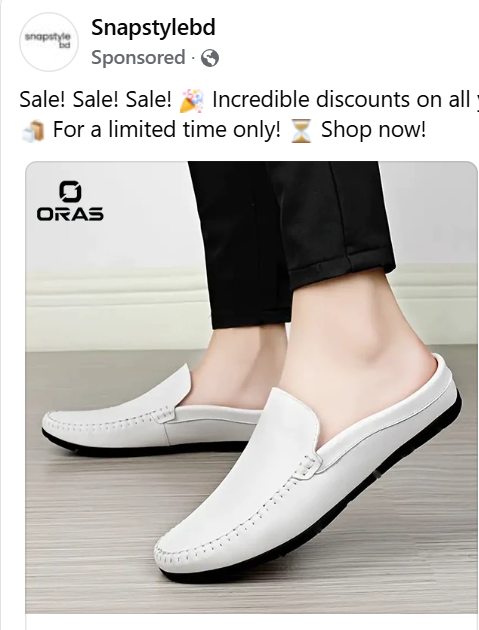 snapstyle
bd
Snapstylebd
Sponsored ·
Sale! Sale! Sale! 🎉 Incredible discounts on all
📦 For a limited time only! ⏳ Shop now!
ORAS